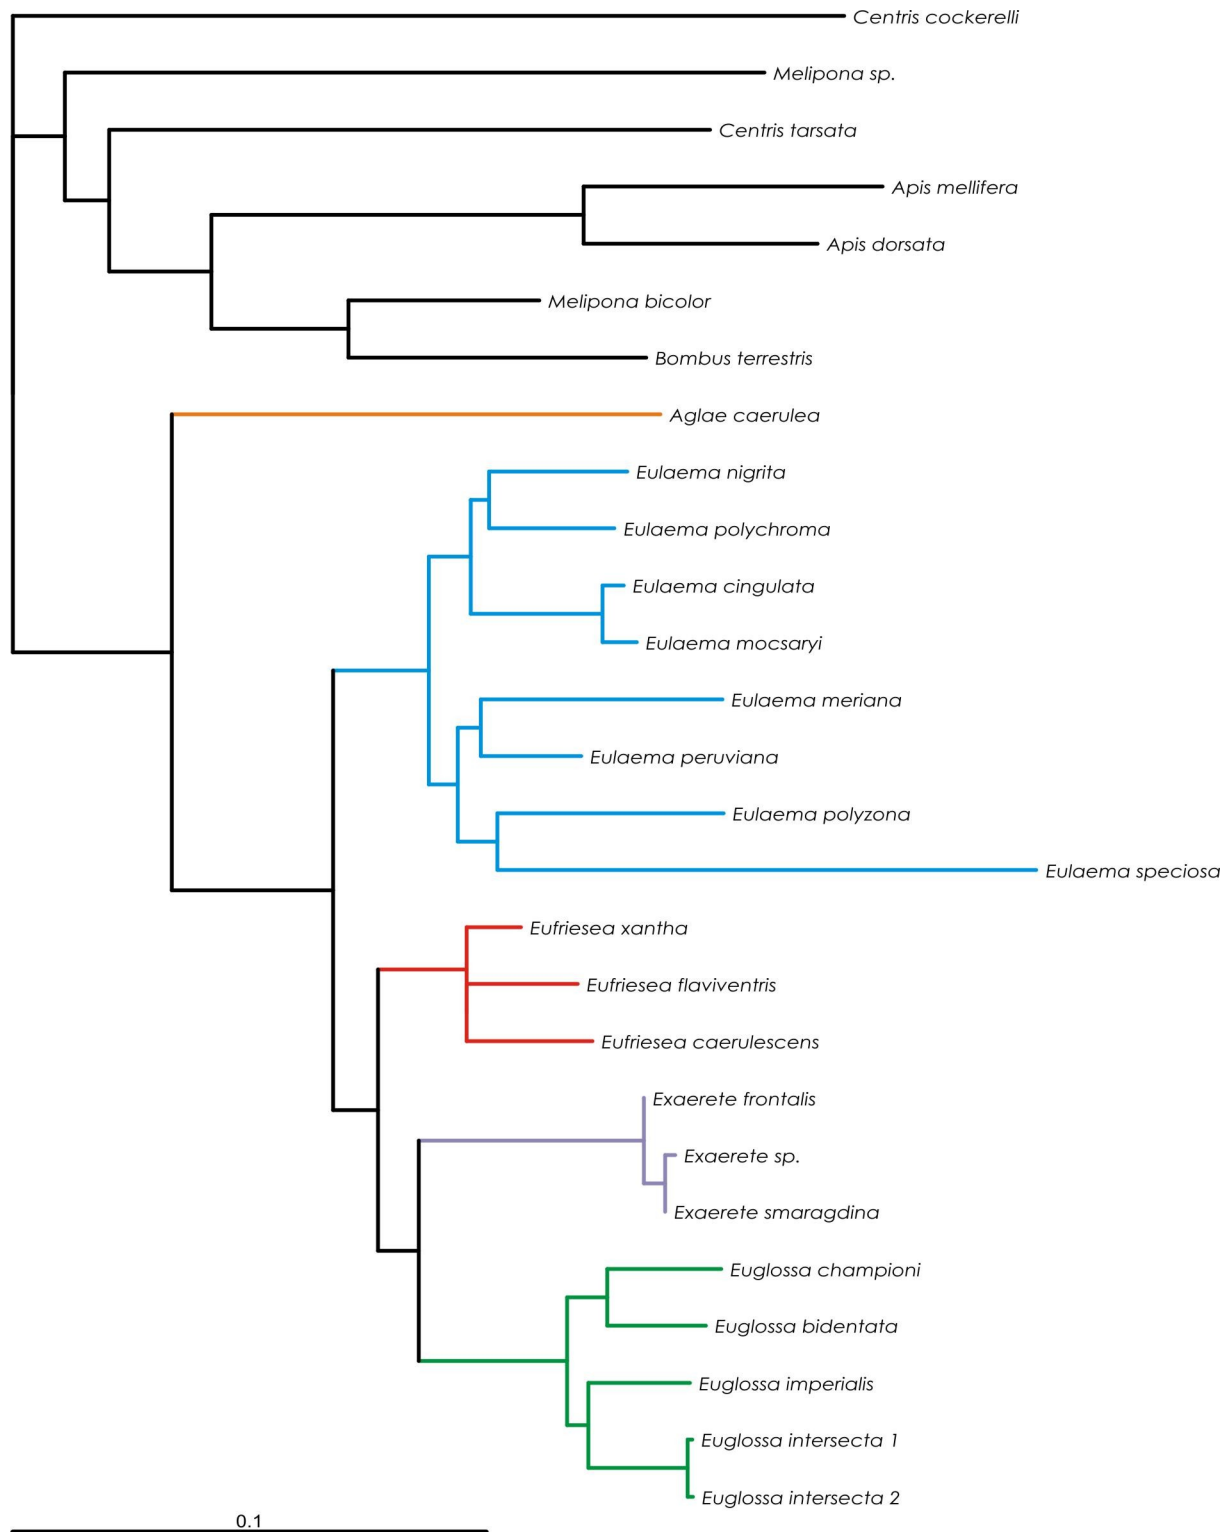 Centris cockerelli
Melipona sp.
Centris tarsata
Apis mellifera
Apis dorsata
Melipona bicolor
Bombus terrestris
Aglae caerulea
Eulaema nigrita
Eulaema polychroma
Eulaema cingulata
Eulaema mocsaryi
Eulaema meriana
Eulaema peruviana
Eulaema polyzona
Eulaema speciosa
Eufriesea xantha
Eufriesea flaviventris
Eufriesea caerulescens
Exaerete frontalis
Exaerete sp.
Exaerete smaragdina
Euglossa championi
Euglossa bidentata
Euglossa imperialis
Euglossa intersecta 1
Euglossa intersecta 2
0.1